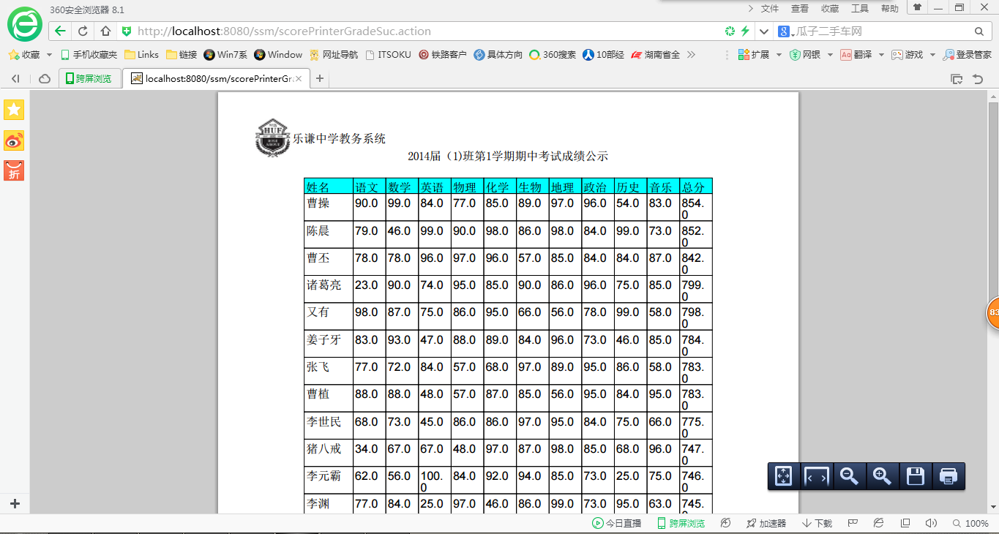 360安全浏览器 8.1
文件 查看 收藏 工具 帮助
http://localhost:8080/ssm/scorePrinterGradeSuc.action
瓜子二手车网
收藏 手机收藏夹 Links 链接 Win7系 Window 网址导航 ITSOKU 铁路客户 具体方向 360搜索 10部经 湖南省全 扩展 网银 翻译 游戏 登录管家
跨屏浏览 localhost:8080/ssm/scorePrinterGra
折
HUF
乐谦中学教务系统
2014届（1)班第1学期期中考试成绩公示
姓名 语文 数学 英语 物理 化学 生物 地理 政治 历史 音乐 总分
曹操 90.0 99.0 84.0 77.0 85.0 89.0 97.0 96.0 54.0 83.0 854.0
陈晨 79.0 46.0 99.0 90.0 98.0 86.0 98.0 84.0 99.0 73.0 852.0
曹丕 78.0 78.0 96.0 97.0 96.0 57.0 85.0 84.0 84.0 87.0 842.0
诸葛亮 23.0 90.0 74.0 95.0 85.0 90.0 86.0 96.0 75.0 85.0 799.0
又有 98.0 87.0 75.0 86.0 95.0 66.0 56.0 78.0 99.0 58.0 798.0
姜子牙 83.0 93.0 47.0 88.0 89.0 84.0 96.0 73.0 46.0 85.0 784.0
张飞 77.0 72.0 84.0 57.0 68.0 97.0 89.0 95.0 86.0 58.0 783.0
曹植 88.0 88.0 48.0 57.0 87.0 85.0 56.0 95.0 84.0 95.0 783.0
李世民 68.0 73.0 45.0 86.0 86.0 97.0 95.0 84.0 75.0 66.0 775.0
猪八戒 34.0 67.0 67.0 48.0 97.0 87.0 98.0 85.0 68.0 96.0 747.0
李元霸 62.0 56.0 100.0 84.0 92.0 94.0 85.0 73.0 25.0 75.0 746.0
李渊 77.0 84.0 25.0 97.0 46.0 86.0 99.0 73.0 95.0 63.0 745.
83
今日直播 跨屏浏览 加速器 下载 100%